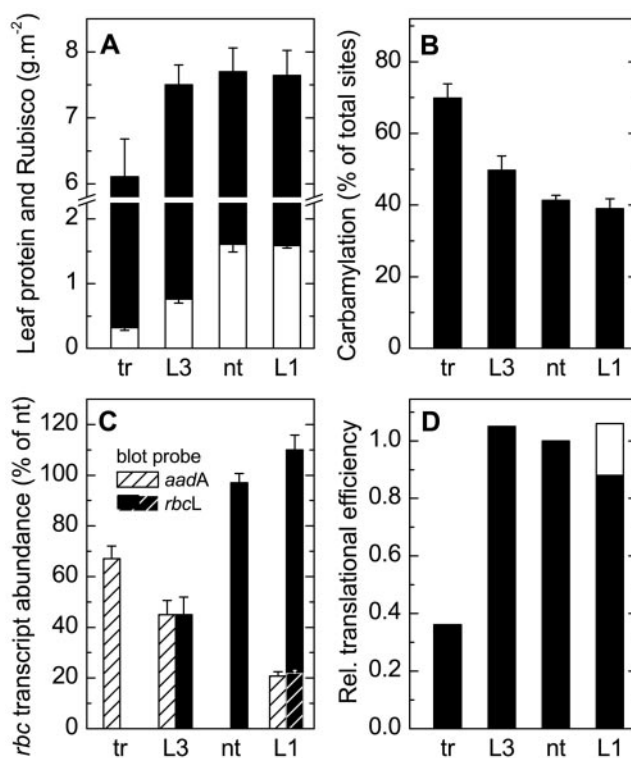 A
Leaf protein and Rubisco (g.m-2)
8
7
6
2
1
0
tr L3 nt L1
B
Carbamylation (% of total sites)
80
60
40
20
0
tr L3 nt L1
C
rbc transcript abundance (% of nt)
120
100
80
60
40
20
0
blot probe
aadA
rbcL
tr L3 nt L1
D
Rel. translational efficiency
1.0
0.8
0.6
0.4
0.2
0.0
tr L3 nt L1